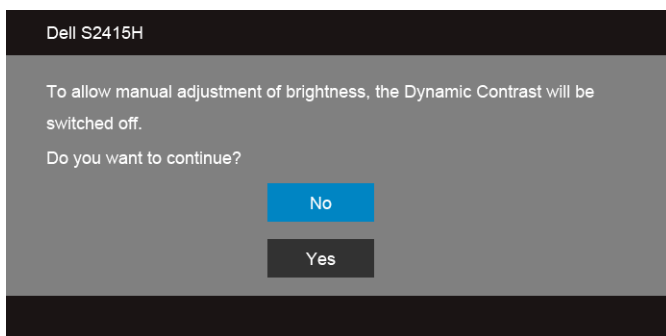 Dell S2415H
To allow manual adjustment of brightness, the Dynamic Contrast will be
switched off.
Do you want to continue?
No
Yes